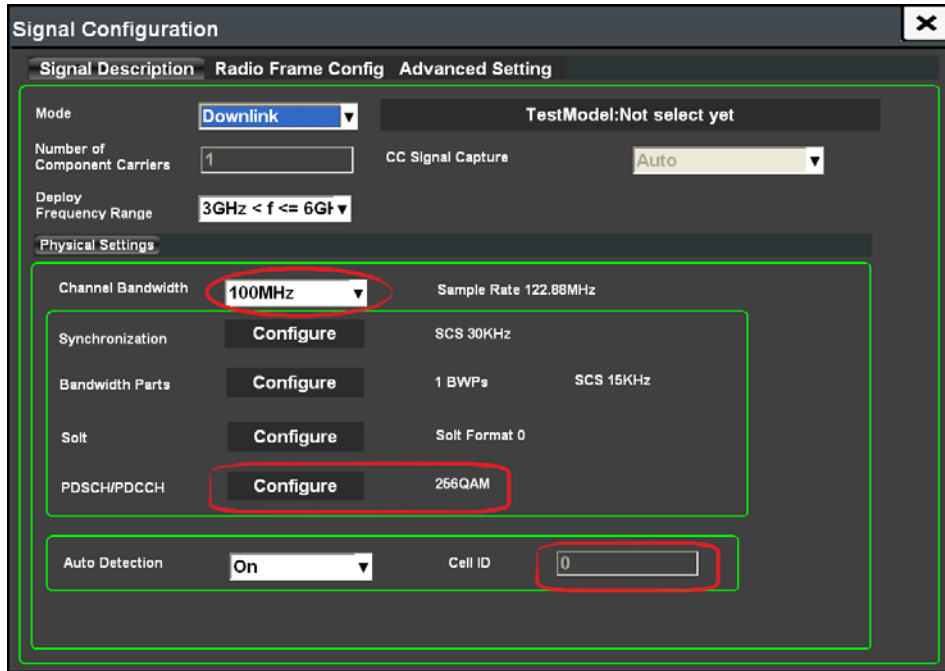 Signal Configuration
Signal Description Radio Frame Config Advanced Setting
Mode Downlink TestModel:Not select yet
Number of
Component Carriers 1 CC Signal Capture Auto
Deploy
Frequency Range 3GHz < f <= 6GH
Physical Settings
Channel Bandwidth 100MHz Sample Rate 122.88MHz
Synchronization Configure SCS 30KHz
Bandwidth Parts Configure 1 BWPs SCS 15KHz
Solt Configure Solt Format 0
PDSCH/PDCCH Configure 256QAM
Auto Detection On Cell ID 0